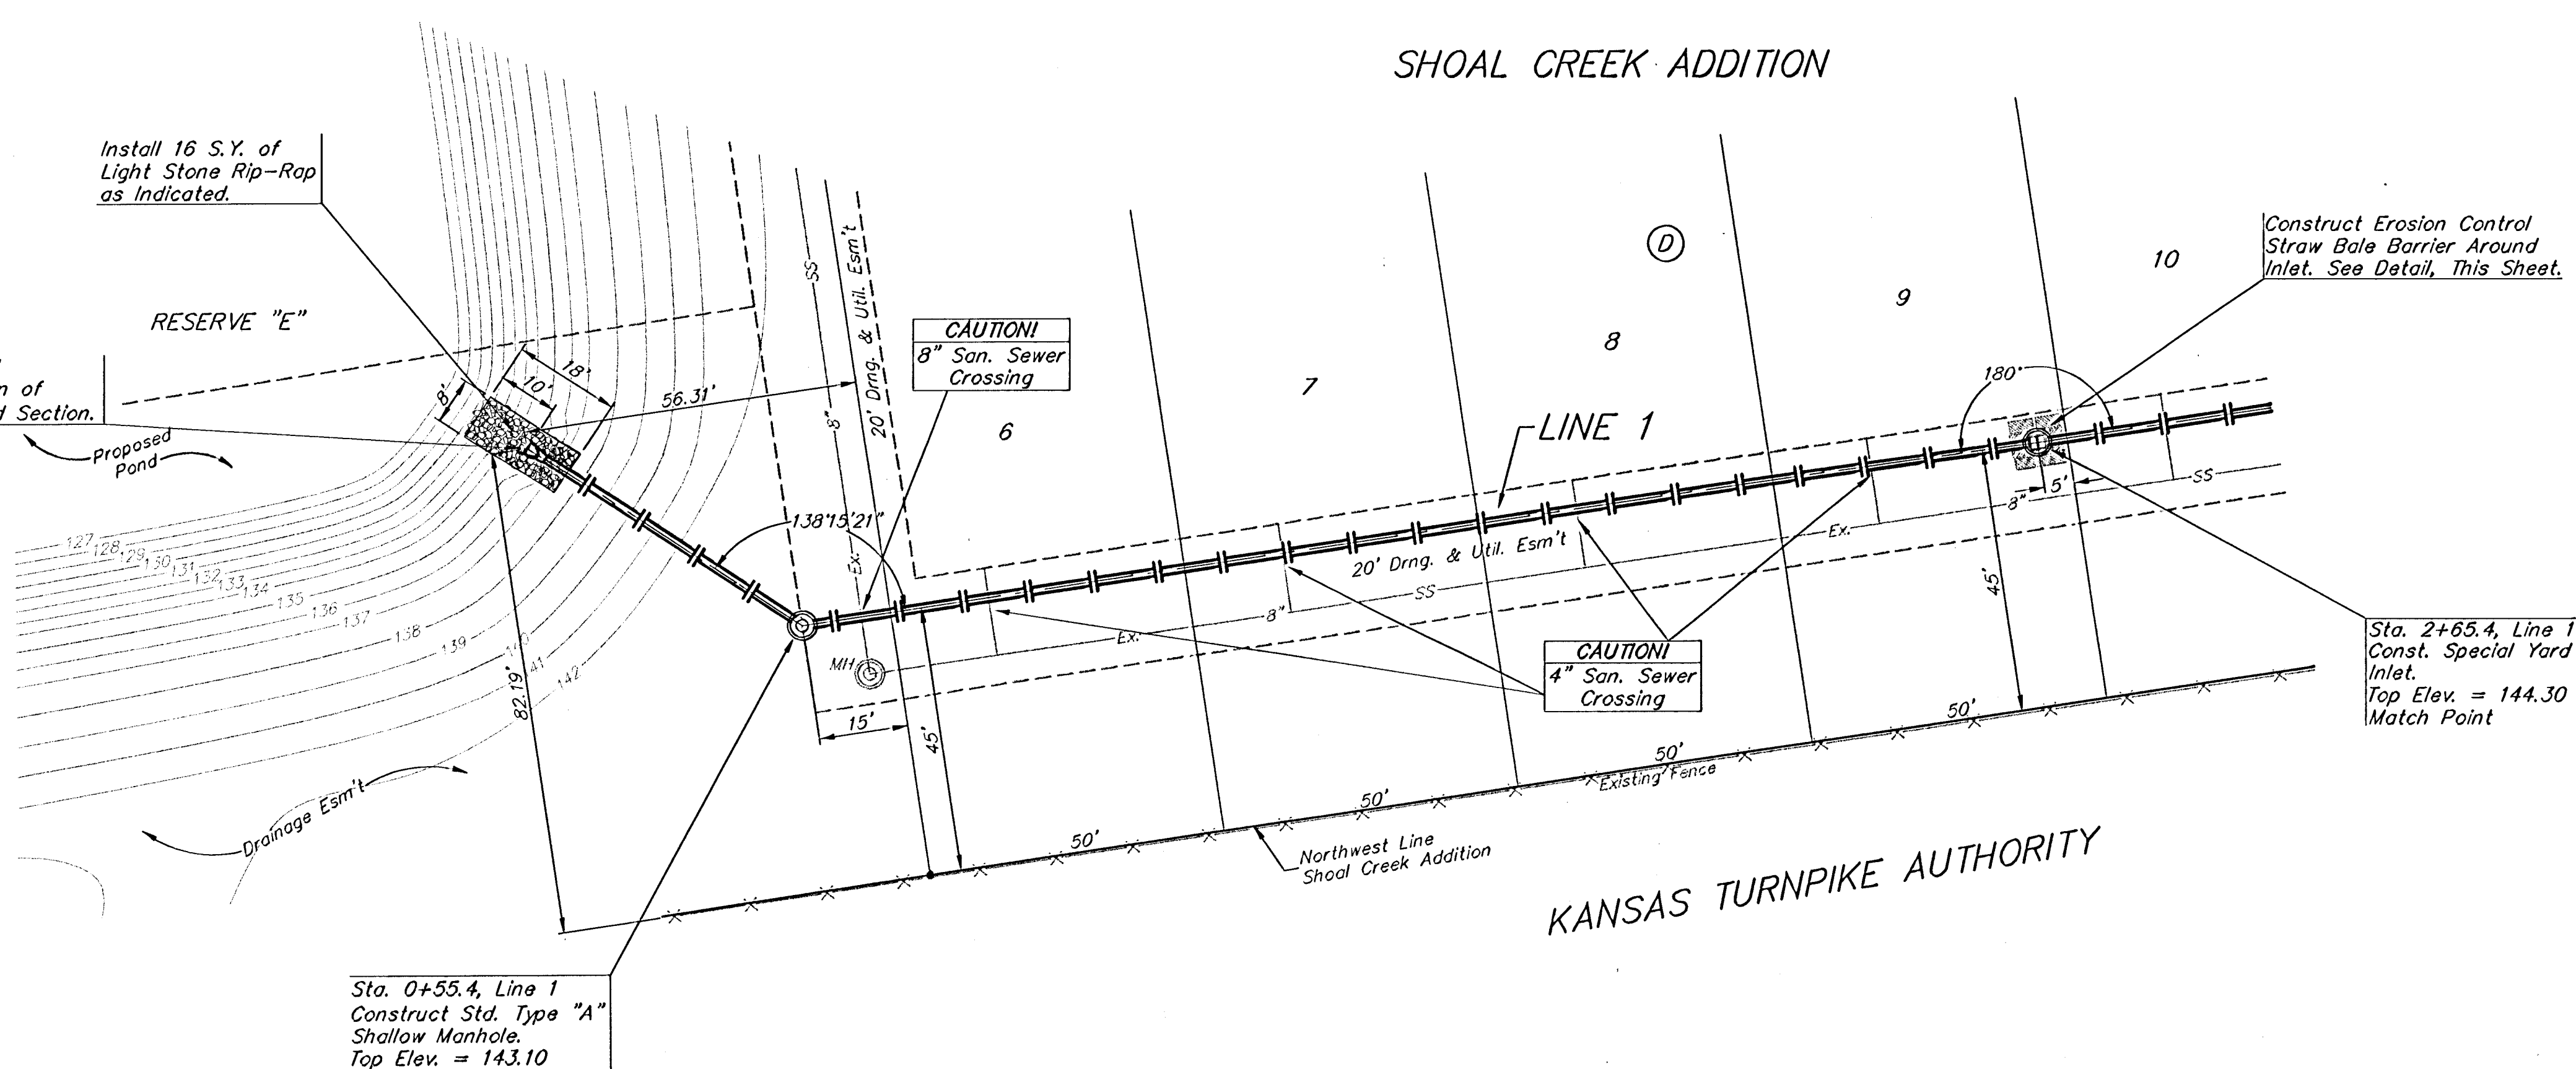 SHOAL CREEK ADDITION
Install 16 S.Y. of
Light Stone Rip-Rap
as Indicated.
RESERVE "E"
n of
d Section.
Proposed
Pond
8'
10'
18'
56.31'
SS
8"
Ex.
20' Drng. & Util. Esm't
CAUTION!
8" San. Sewer
Crossing
6
7
8
9
10
D
LINE 1
180°
Construct Erosion Control
Straw Bale Barrier Around
Inlet. See Detail, This Sheet.
138°15'21"
127
128
129
130
131
132
133
134
135
136
137
138
139
140
141
142
82.19'
MH
15'
45'
Ex.
8"
SS
20' Drng. & Util. Esm't
Ex.
8"
SS
5'
45'
CAUTION!
4" San. Sewer
Crossing
Sta. 2+65.4, Line 1
Const. Special Yard
Inlet.
Top Elev. = 144.30
Match Point
50'
50'
50'
50'
Existing Fence
Northwest Line
Shoal Creek Addition
Drainage Esm't
KANSAS TURNPIKE AUTHORITY
Sta. 0+55.4, Line 1
Construct Std. Type "A"
Shallow Manhole.
Top Elev. = 143.10